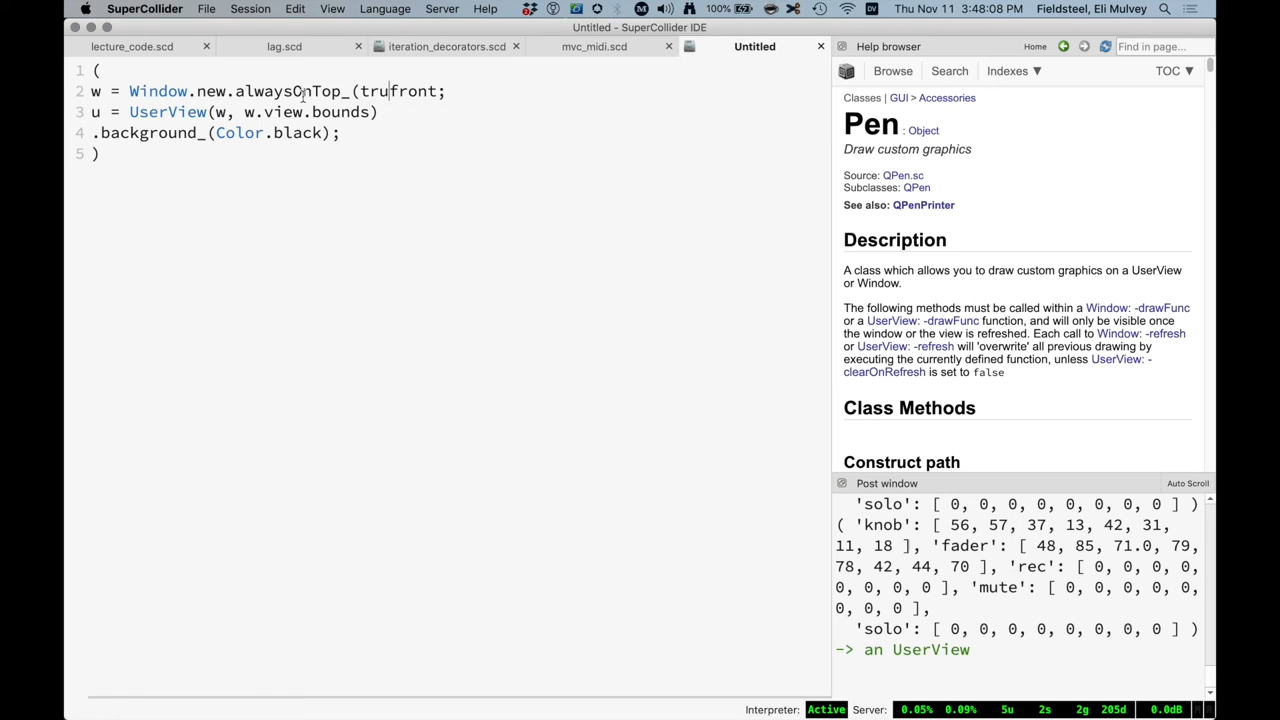 SuperCollider File Session Edit View Language Server Help 100% DV Thu Nov 11 3:48:08 PM Fieldsteel, Eli Mulvey
Untitled - SuperCollider IDE
lecture_code.scd lag.scd iteration_decorators.scd mvc_midi.scd Untitled
Help browser Home Find in page...
Browse Search Indexes ▼ TOC ▼
1 (
2 w = Window.new.alwaysOnTop_(trufront;
3 u = UserView(w, w.view.bounds)
4 .background_(Color.black);
5 )
Classes | GUI > Accessories
Pen : Object
Draw custom graphics
Source: QPen.sc
Subclasses: QPen
See also: QPenPrinter
Description
A class which allows you to draw custom graphics on a UserView
or Window.
The following methods must be called within a Window: -drawFunc
or a UserView: -drawFunc function, and will only be visible once
the window or the view is refreshed. Each call to Window: -refresh
or UserView: -refresh will 'overwrite' all previous drawing by
executing the currently defined function, unless UserView: -
clearOnRefresh is set to false
Class Methods
Construct path
Post window Auto Scroll
'solo': [ 0, 0, 0, 0, 0, 0, 0, 0 ] )
( 'knob': [ 56, 57, 37, 13, 42, 31,
11, 18 ], 'fader': [ 48, 85, 71.0, 79,
78, 42, 44, 70 ], 'rec': [ 0, 0, 0, 0,
0, 0, 0, 0 ], 'mute': [ 0, 0, 0, 0, 0,
0, 0, 0 ],
'solo': [ 0, 0, 0, 0, 0, 0, 0, 0 ] )
-> an UserView
Interpreter: Active Server: 0.05% 0.09% 5u 2s 2g 205d 0.0dB M R